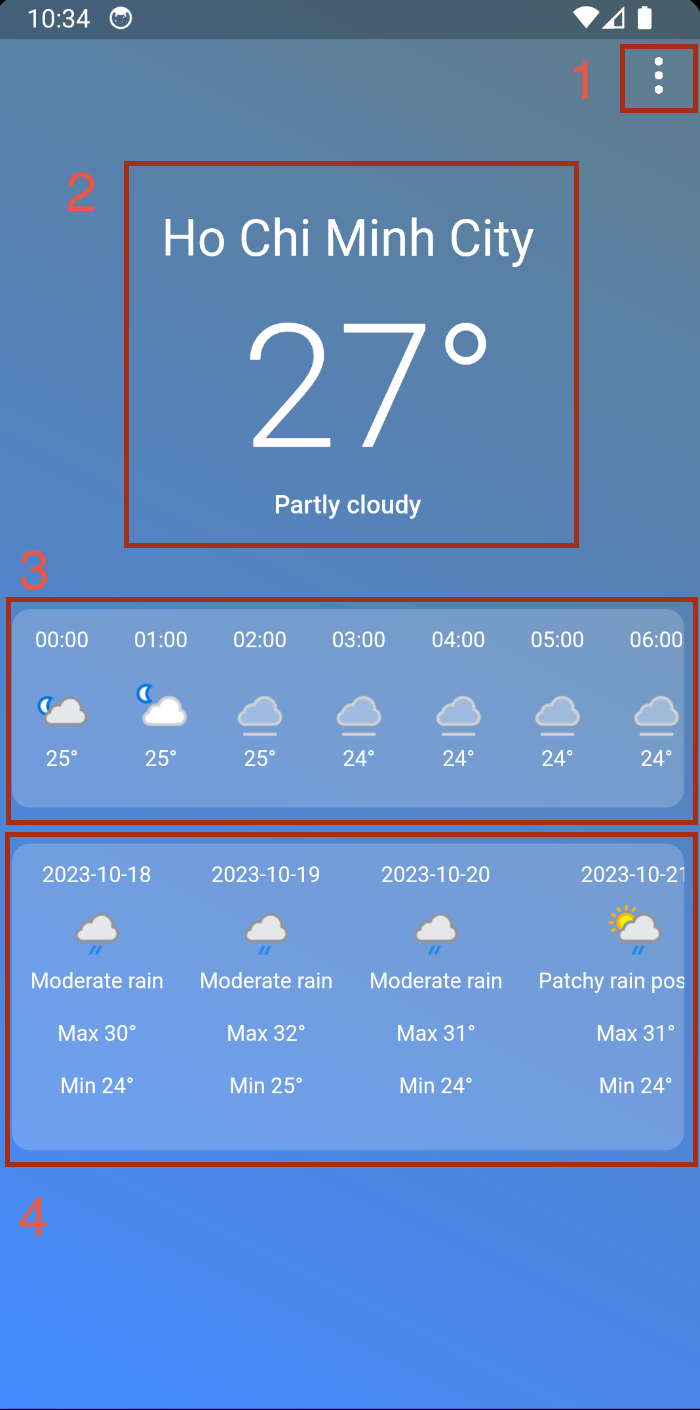 10:34
1
2
Ho Chi Minh City
27°
Partly cloudy
3
00:00 01:00 02:00 03:00 04:00 05:00 06:00
25° 25° 25° 24° 24° 24° 24°
2023-10-18 2023-10-19 2023-10-20 2023-10-21
Moderate rain Moderate rain Moderate rain Patchy rain pos
Max 30° Max 32° Max 31° Max 31°
Min 24° Min 25° Min 24° Min 24°
4